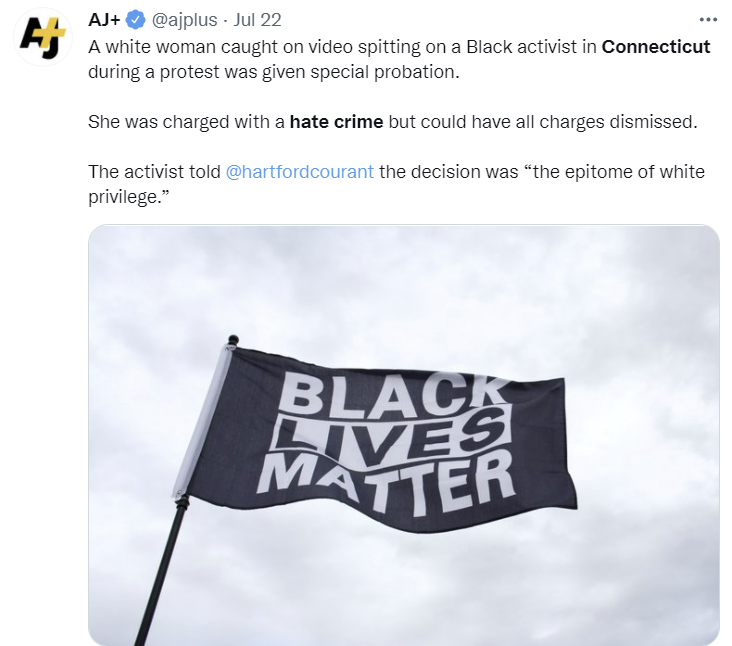 AJ+ @ajplus · Jul 22
A white woman caught on video spitting on a Black activist in Connecticut
during a protest was given special probation.
She was charged with a hate crime but could have all charges dismissed.
The activist told @hartfordcourant the decision was “the epitome of white
privilege.”
BLACK
LIVES
MATTER